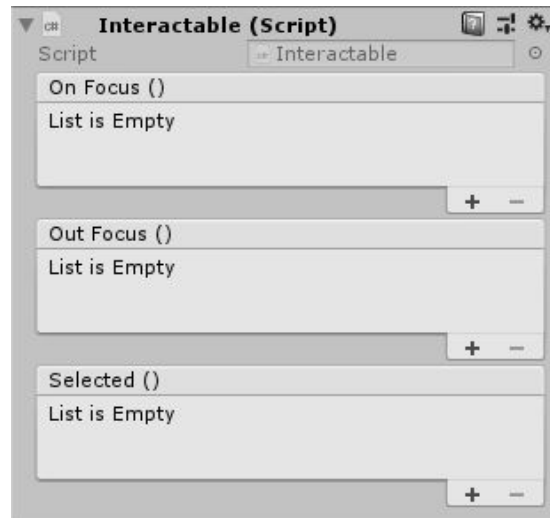 Interactable (Script)
Script Interactable
On Focus ()
List is Empty
+ −
Out Focus ()
List is Empty
+ −
Selected ()
List is Empty
+ −